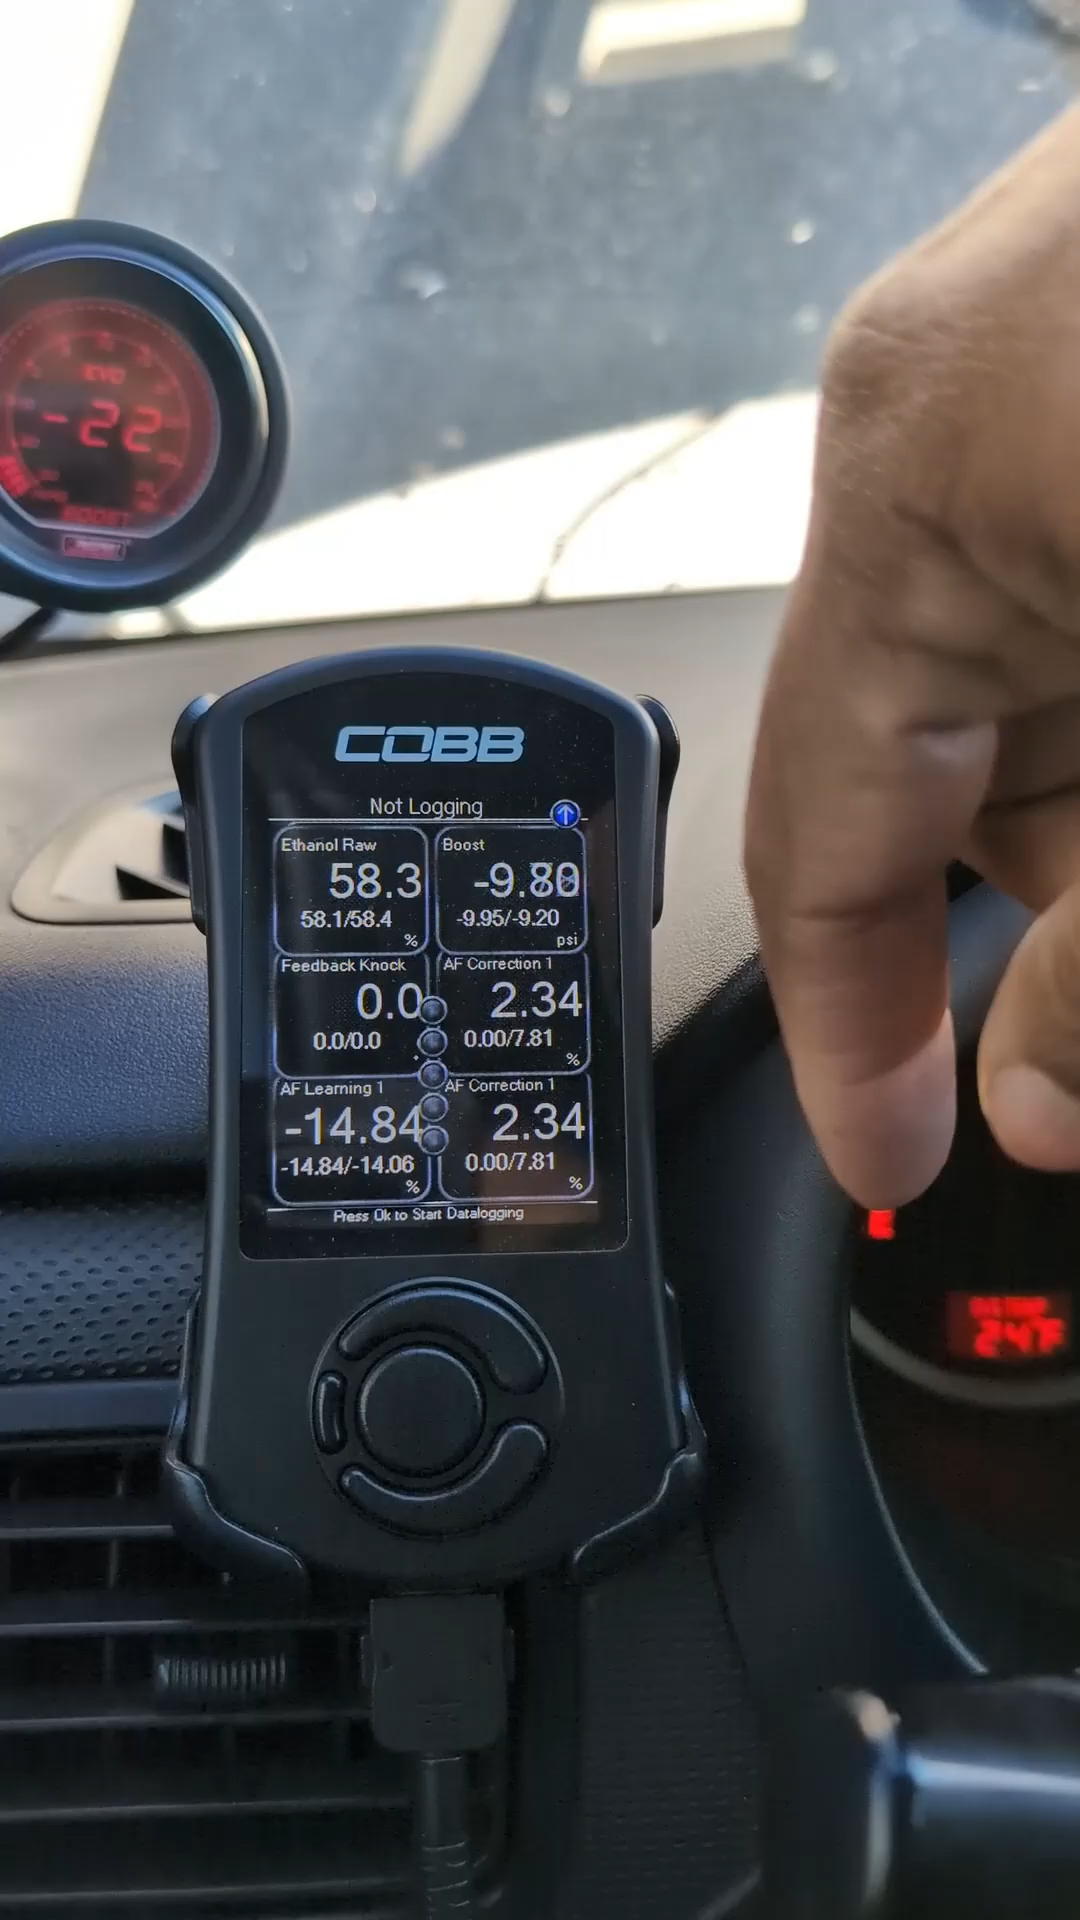 EVO
-22
BOOST
COBB
Not Logging
Ethanol Raw
58.3
58.1/58.4
%
Boost
-9.80
-9.95/-9.20
psi
Feedback Knock
0.0
0.0/0.0
AF Correction 1
2.34
0.00/7.81
%
AF Learning 1
-14.84
-14.84/-14.06
%
AF Correction 1
2.34
0.00/7.81
%
Press Ok to Start Datalogging